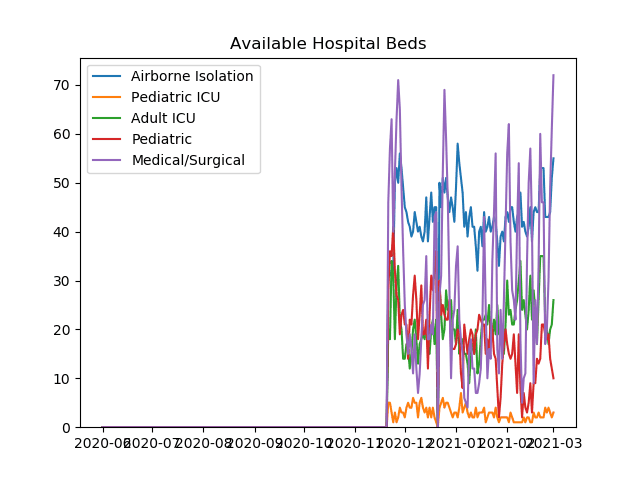 Available Hospital Beds
Airborne Isolation
Pediatric ICU
Adult ICU
Pediatric
Medical/Surgical
70
60
50
40
30
20
10
0
2020-06 2020-07 2020-08 2020-09 2020-10 2020-11 2020-12 2021-01 2021-02 2021-03